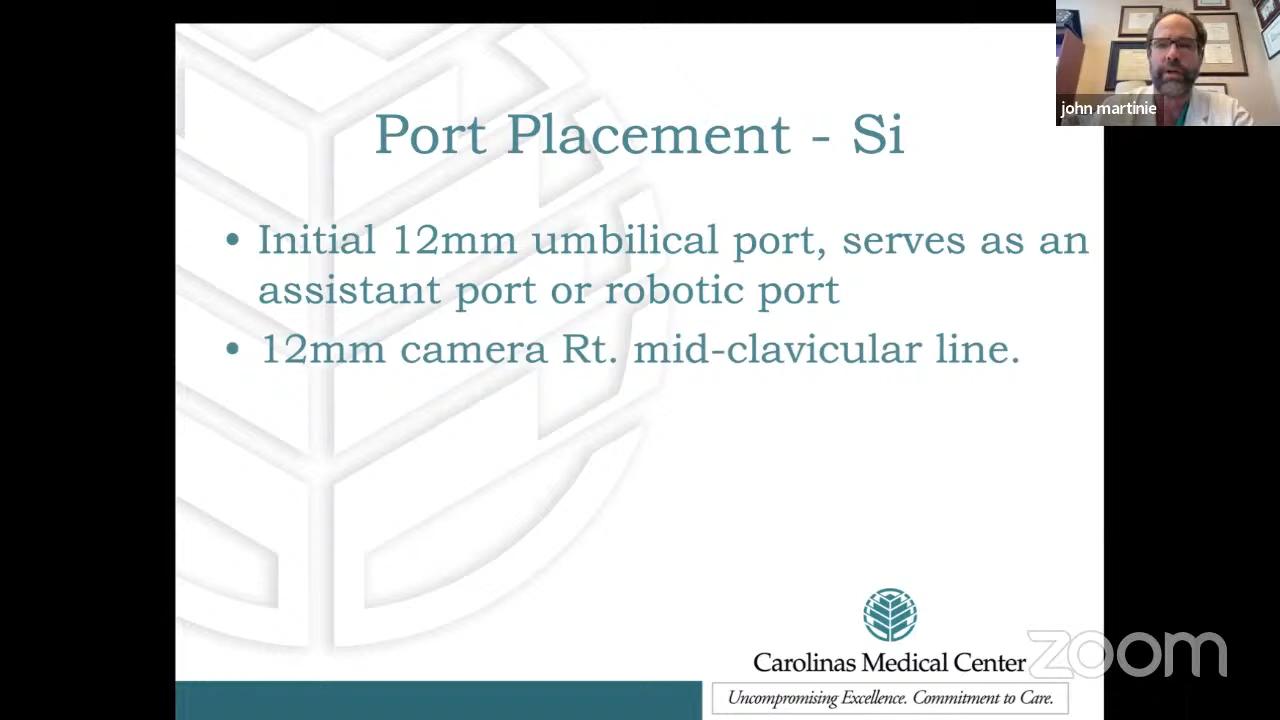 john martinie
Port Placement - Si
• Initial 12mm umbilical port, serves as an
assistant port or robotic port
• 12mm camera Rt. mid-clavicular line.
Carolinas Medical Center
Uncompromising Excellence. Commitment to Care.
zoom